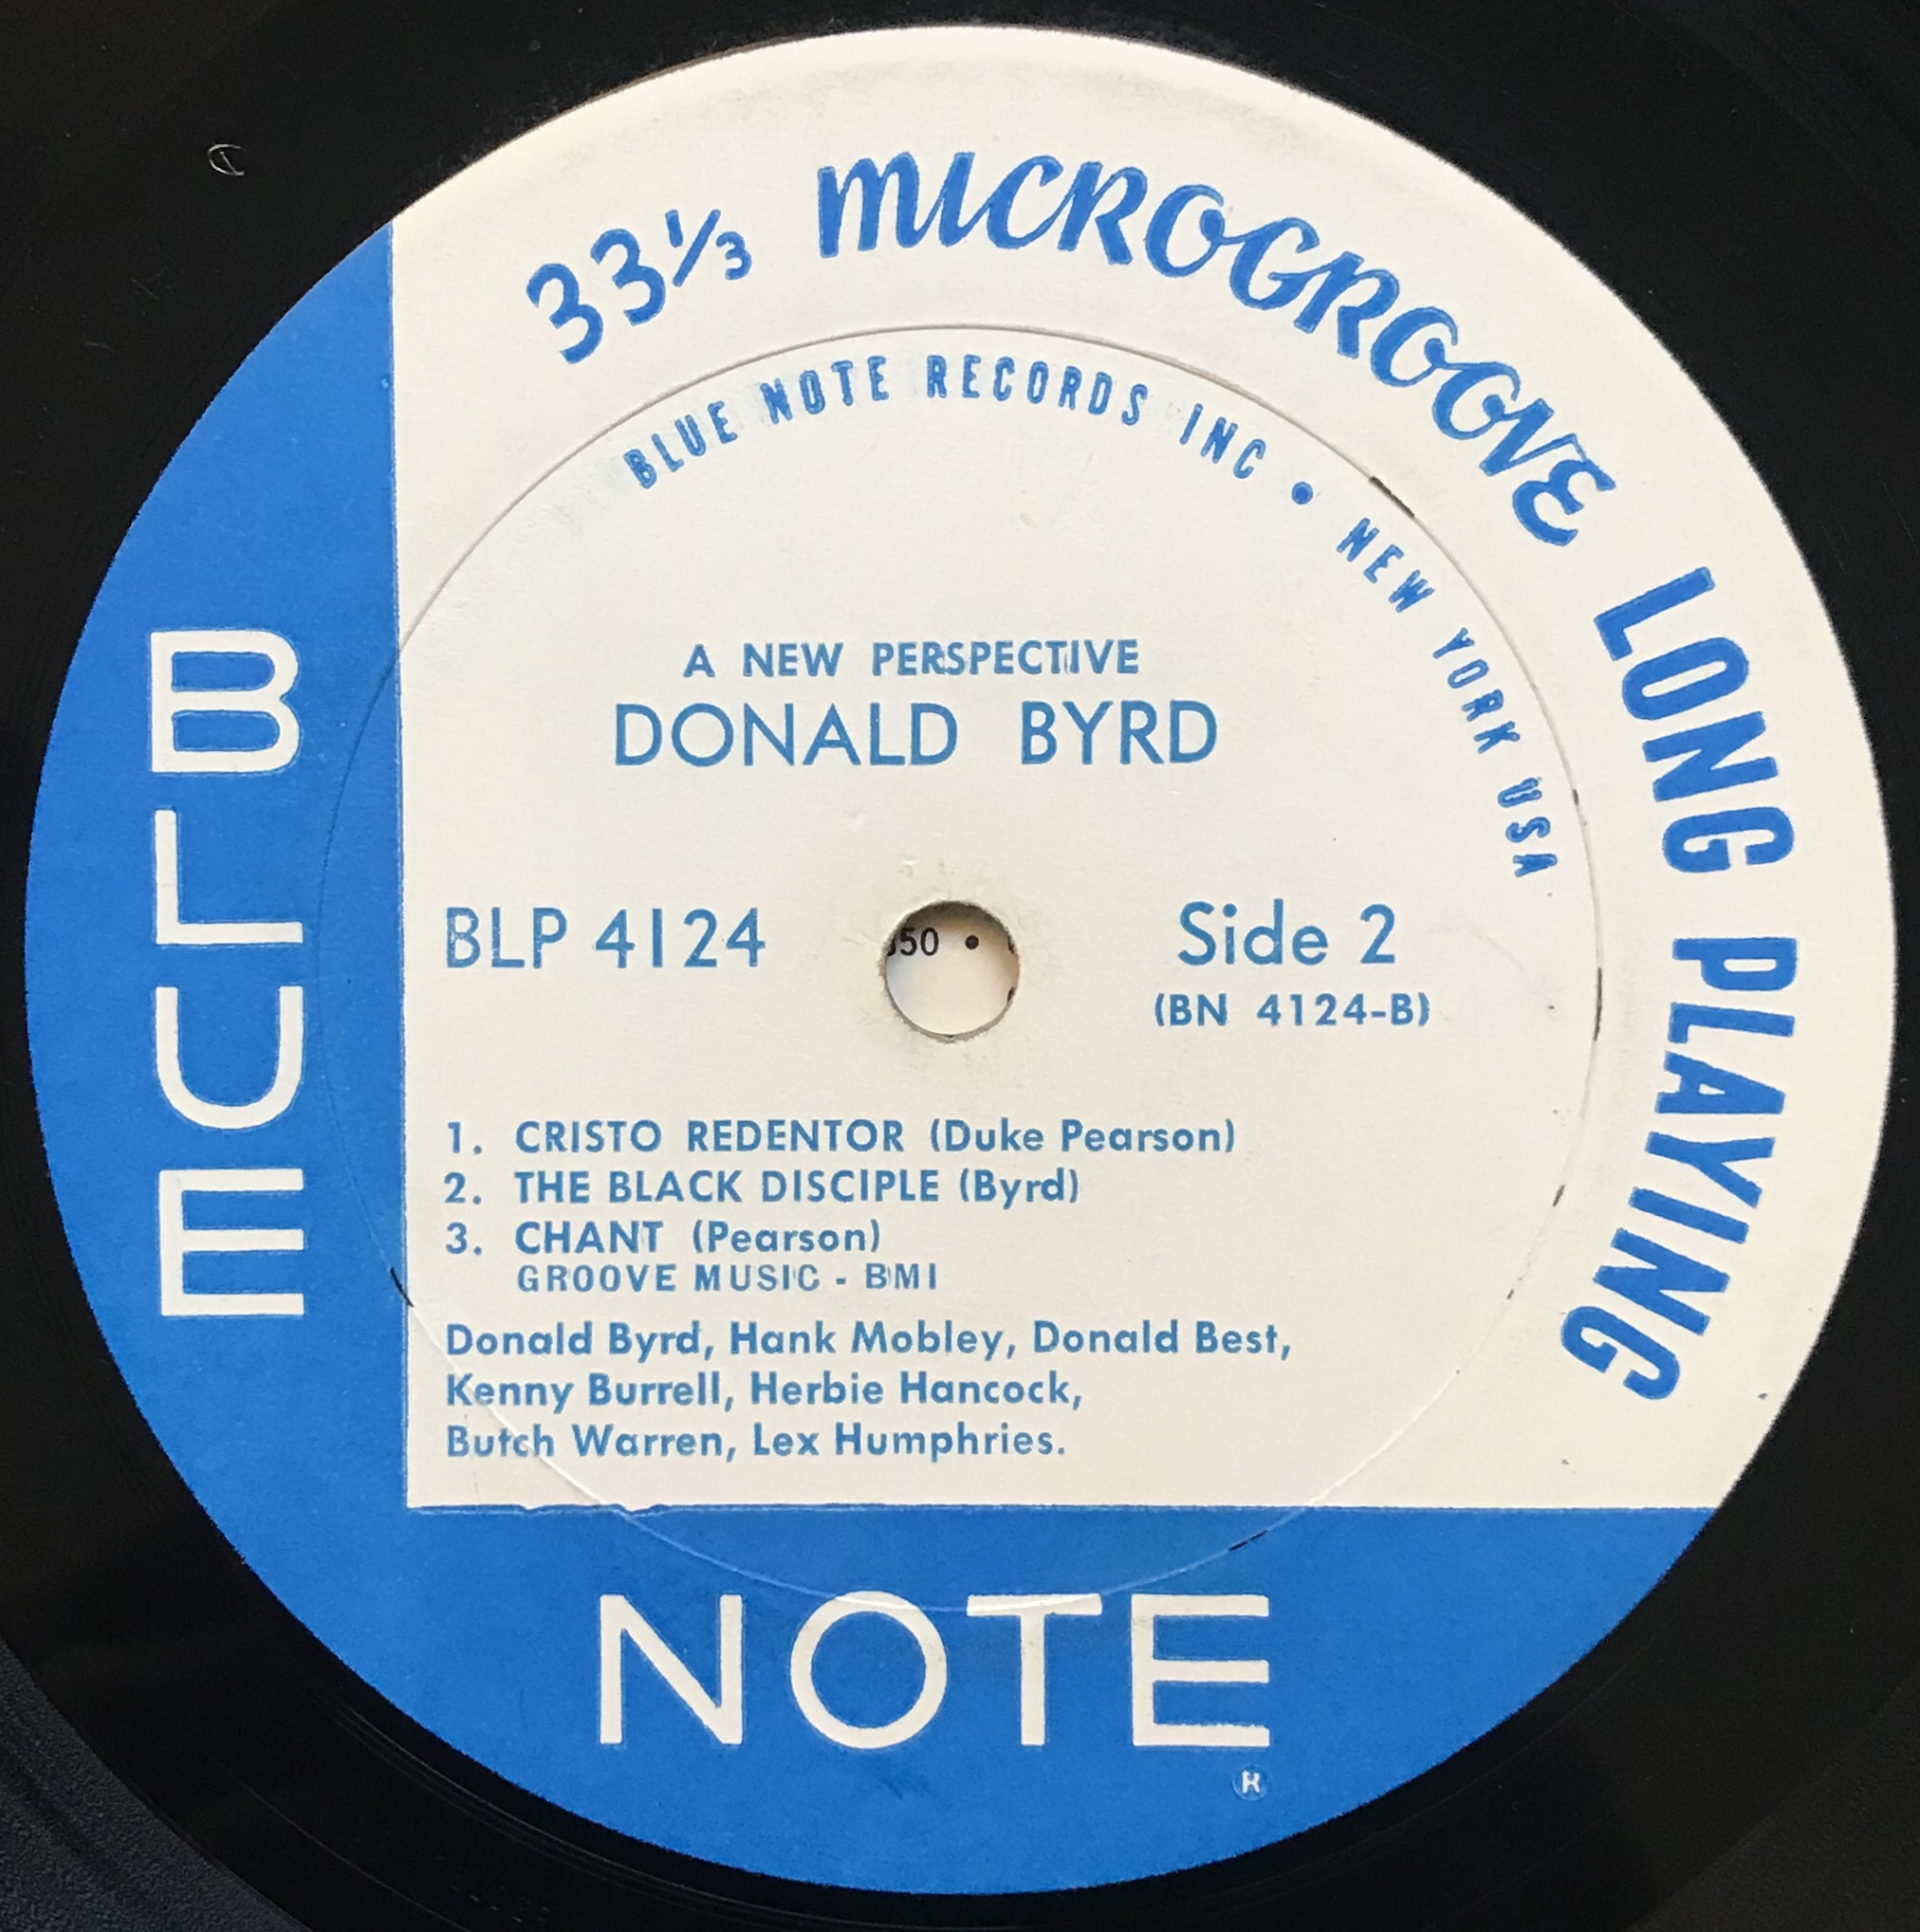 33⅓ MICROGROOVE LONG PLAYING
BLUE NOTE RECORDS INC • NEW YORK USA
A NEW PERSPECTIVE
DONALD BYRD
BLP 4124
50 •
Side 2
(BN 4124-B)
1. CRISTO REDENTOR (Duke Pearson)
2. THE BLACK DISCIPLE (Byrd)
3. CHANT (Pearson)
GROOVE MUSIC - BMI
Donald Byrd, Hank Mobley, Donald Best,
Kenny Burrell, Herbie Hancock,
Butch Warren, Lex Humphries.
BLUE
NOTE
®